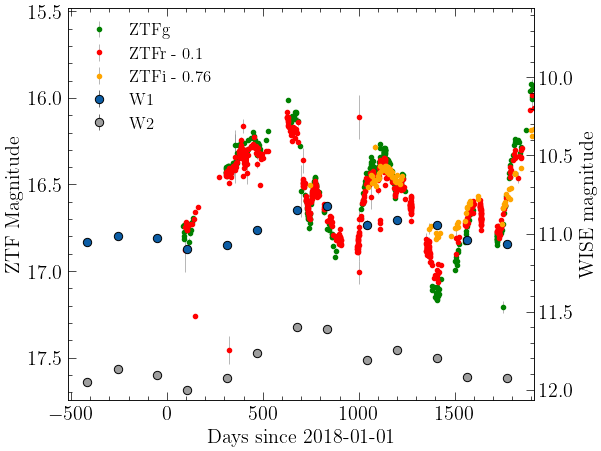 15.5
16.0
16.5
17.0
17.5
ZTF Magnitude
ZTFg
ZTFr - 0.1
ZTFi - 0.76
W1
W2
10.0
10.5
11.0
11.5
12.0
WISE magnitude
−500
0
500
1000
1500
Days since 2018-01-01